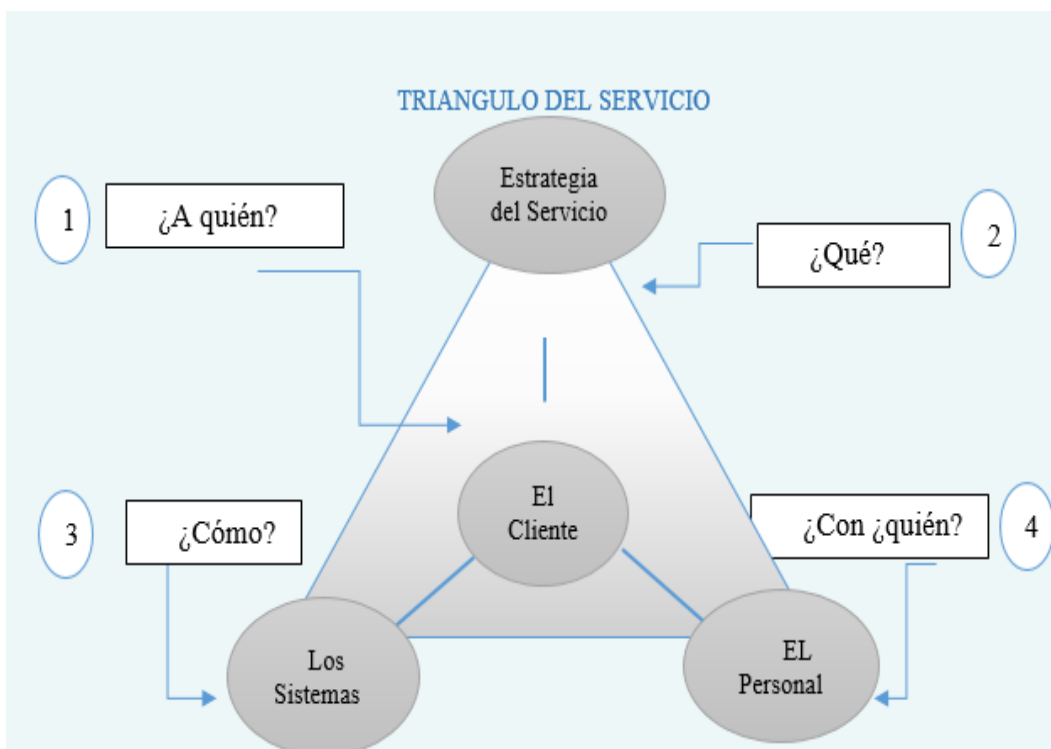 TRIANGULO DEL SERVICIO
Estrategia
del Servicio
1
¿A quién?
2
¿Qué?
El
Cliente
3
¿Cómo?
¿Con ¿quién?
4
Los
Sistemas
EL
Personal